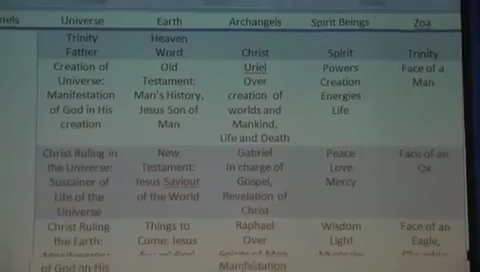 Universe Earth Archangels Spirit Beings Zoa
Trinity Heaven
Father Word Christ Spirit Trinity
Creation of Old Uriel Powers Face of a
Universe: Testament: Over Creation Man
Manifestation Man's History, creation of Energies
of God in His Jesus Son of worlds and Life
creation Man Mankind,
Life and Death
Christ Ruling in New Gabriel Peace Face of an
the Universe: Testament: In charge of Love Ox
Sustainer of Jesus Saviour Gospel, Mercy
Life of the of the World Revelation of
Universe Christ
Christ Ruling Things to Raphael Wisdom Face of an
the Earth: Come: Jesus Over Light Eagle,
of God in His Manifestation